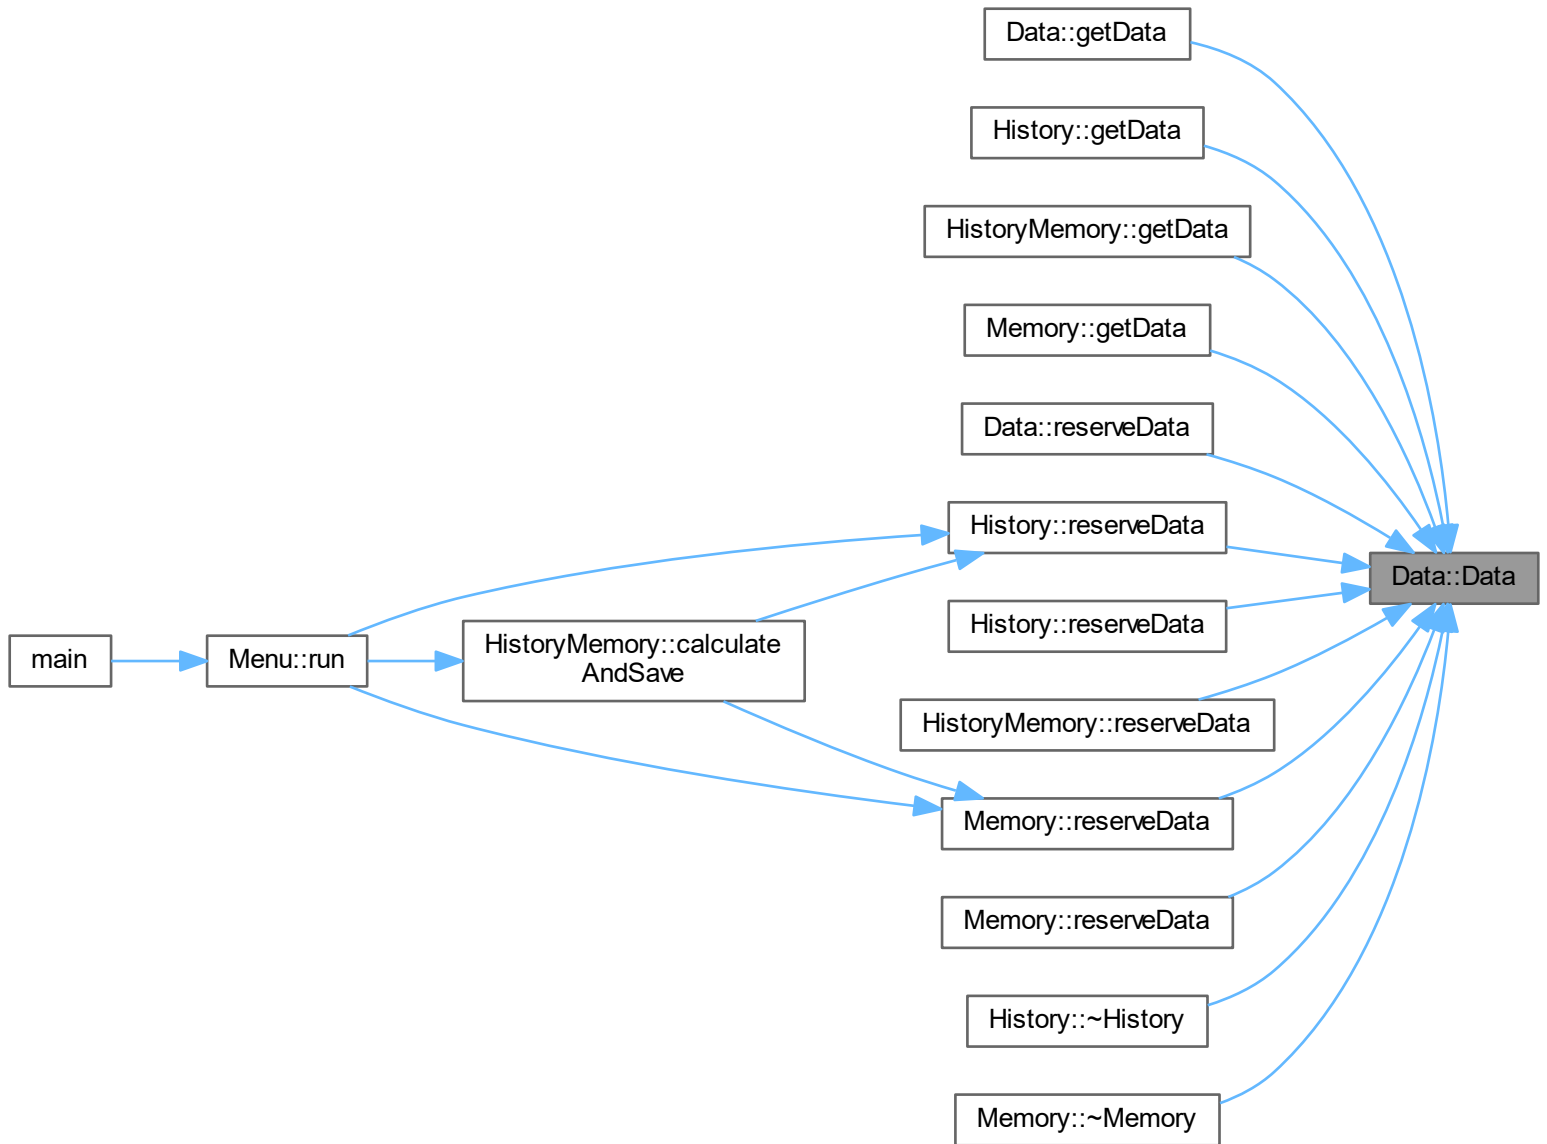 Data::getData
History::getData
HistoryMemory::getData
Memory::getData
Data::reserveData
History::reserveData
Data::Data
History::reserveData
main
Menu::run
HistoryMemory::calculate
AndSave
HistoryMemory::reserveData
Memory::reserveData
Memory::reserveData
History::~History
Memory::~Memory